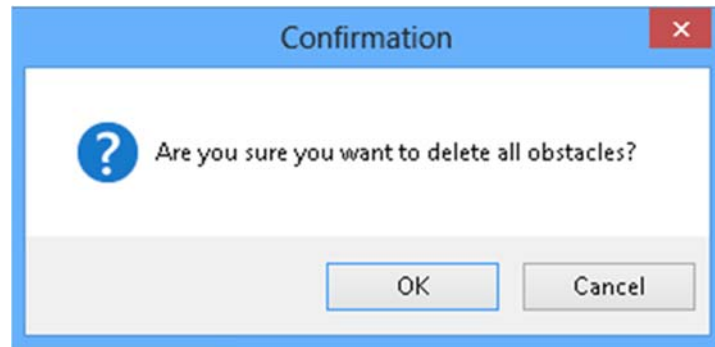 Confirmation
Are you sure you want to delete all obstacles?
OK
Cancel